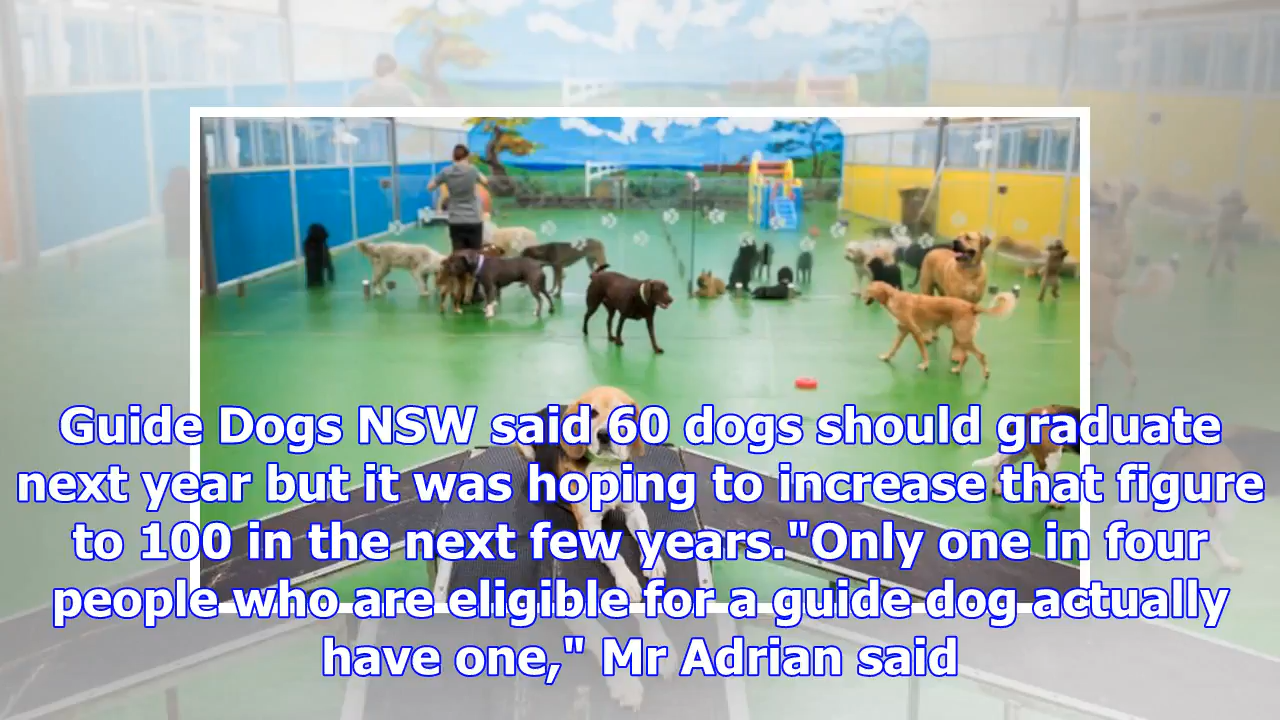 Guide Dogs NSW said 60 dogs should graduate
next year but it was hoping to increase that figure
to 100 in the next few years."Only one in four
people who are eligible for a guide dog actually
have one," Mr Adrian said